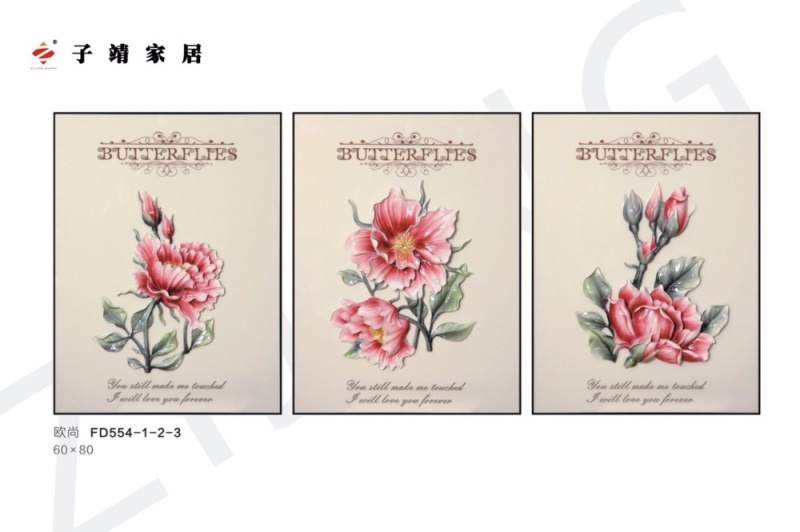 子靖家居
BUTTERFLIES
You still make me touched
I will love you forever
BUTTERFLIES
You still make me touched
I will love you forever
BUTTERFLIES
You still make me touched
I will love you forever
欧尚 FD554-1-2-3
60×80